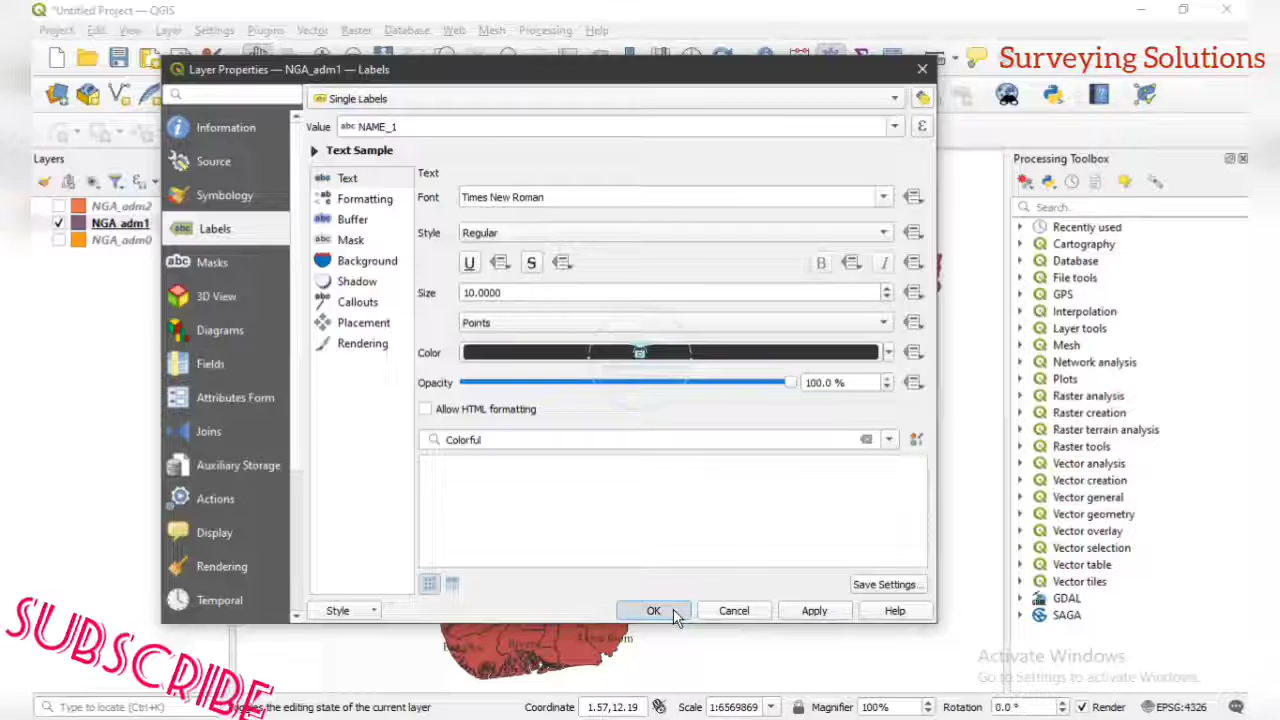 *Untitled Project — QGIS
Project Edit View Layer Settings Plugins Vector Raster Database Web Mesh Processing Help
Surveying Solutions
Layer Properties — NGA_adm1 — Labels
Single Labels
Value abc NAME_1
Text Sample
Information
Source
Symbology
abc Labels
abc Masks
3D View
Diagrams
Fields
Attributes Form
Joins
Auxiliary Storage
Actions
Display
Rendering
Temporal
abc Text
Formatting
abc Buffer
abc Mask
Background
Shadow
Callouts
Placement
Rendering
Text
Font Times New Roman
Style Regular
U S B I
Size 10.0000
Points
Color
Opacity 100.0 %
Allow HTML formatting
Colorful
Save Settings...
Style OK Cancel Apply Help
Layers
NGA_adm2
NGA_adm1
NGA_adm0
Processing Toolbox
Search...
Recently used
Cartography
Database
File tools
GPS
Interpolation
Layer tools
Mesh
Network analysis
Plots
Raster analysis
Raster creation
Raster terrain analysis
Raster tools
Vector analysis
Vector creation
Vector general
Vector geometry
Vector overlay
Vector selection
Vector table
Vector tiles
GDAL
SAGA
Rivers
Activate Windows
Go to Settings to activate Windows.
SUBSCRIBE
Type to locate (Ctrl+K) the editing state of the current layer Coordinate 1.57,12.19 Scale 1:6569869 Magnifier 100% Rotation 0.0 ° Render EPSG:4326